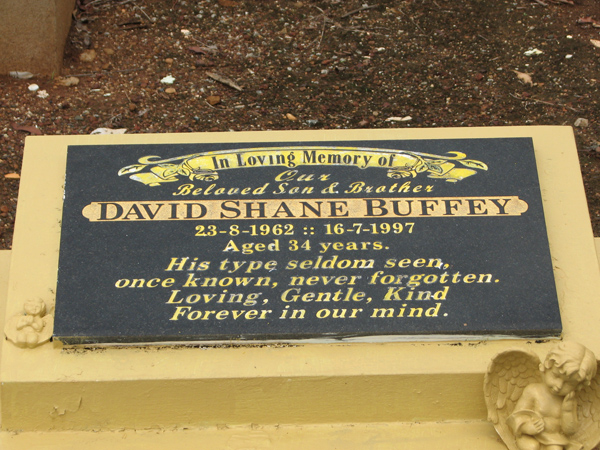 In Loving Memory of
Our
Beloved Son & Brother
DAVID SHANE BUFFEY
23-8-1962 :: 16-7-1997
Aged 34 years.
His type seldom seen,
once known, never forgotten.
Loving, Gentle, Kind
Forever in our mind.